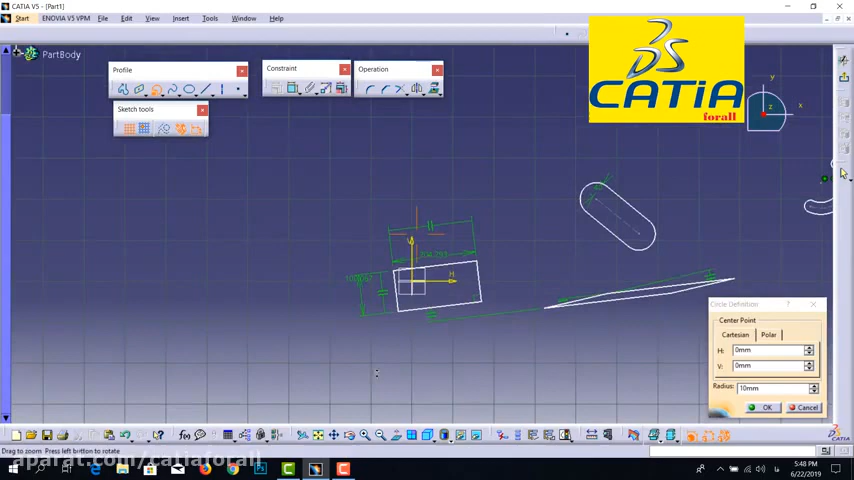 CATIA V5 - [Part1]
Start ENOVIA V5 VPM File Edit View Insert Tools Window Help
PartBody
Profile
Constraint
Operation
Sketch tools
CATiA
forall
y
x
z
V
H
Circle Definition ? X
Center Point
Cartesian Polar
H: 0mm
V: 0mm
Radius: 10mm
OK Cancel
Drag to zoom Press left button to rotate
aparat.com/catiaforall
5:48 PM
6/22/2019